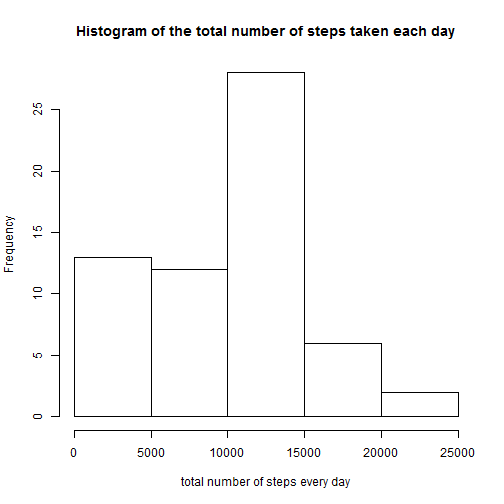 Histogram of the total number of steps taken each day
Frequency
25
20
15
10
5
0
0 5000 10000 15000 20000 25000
total number of steps every day